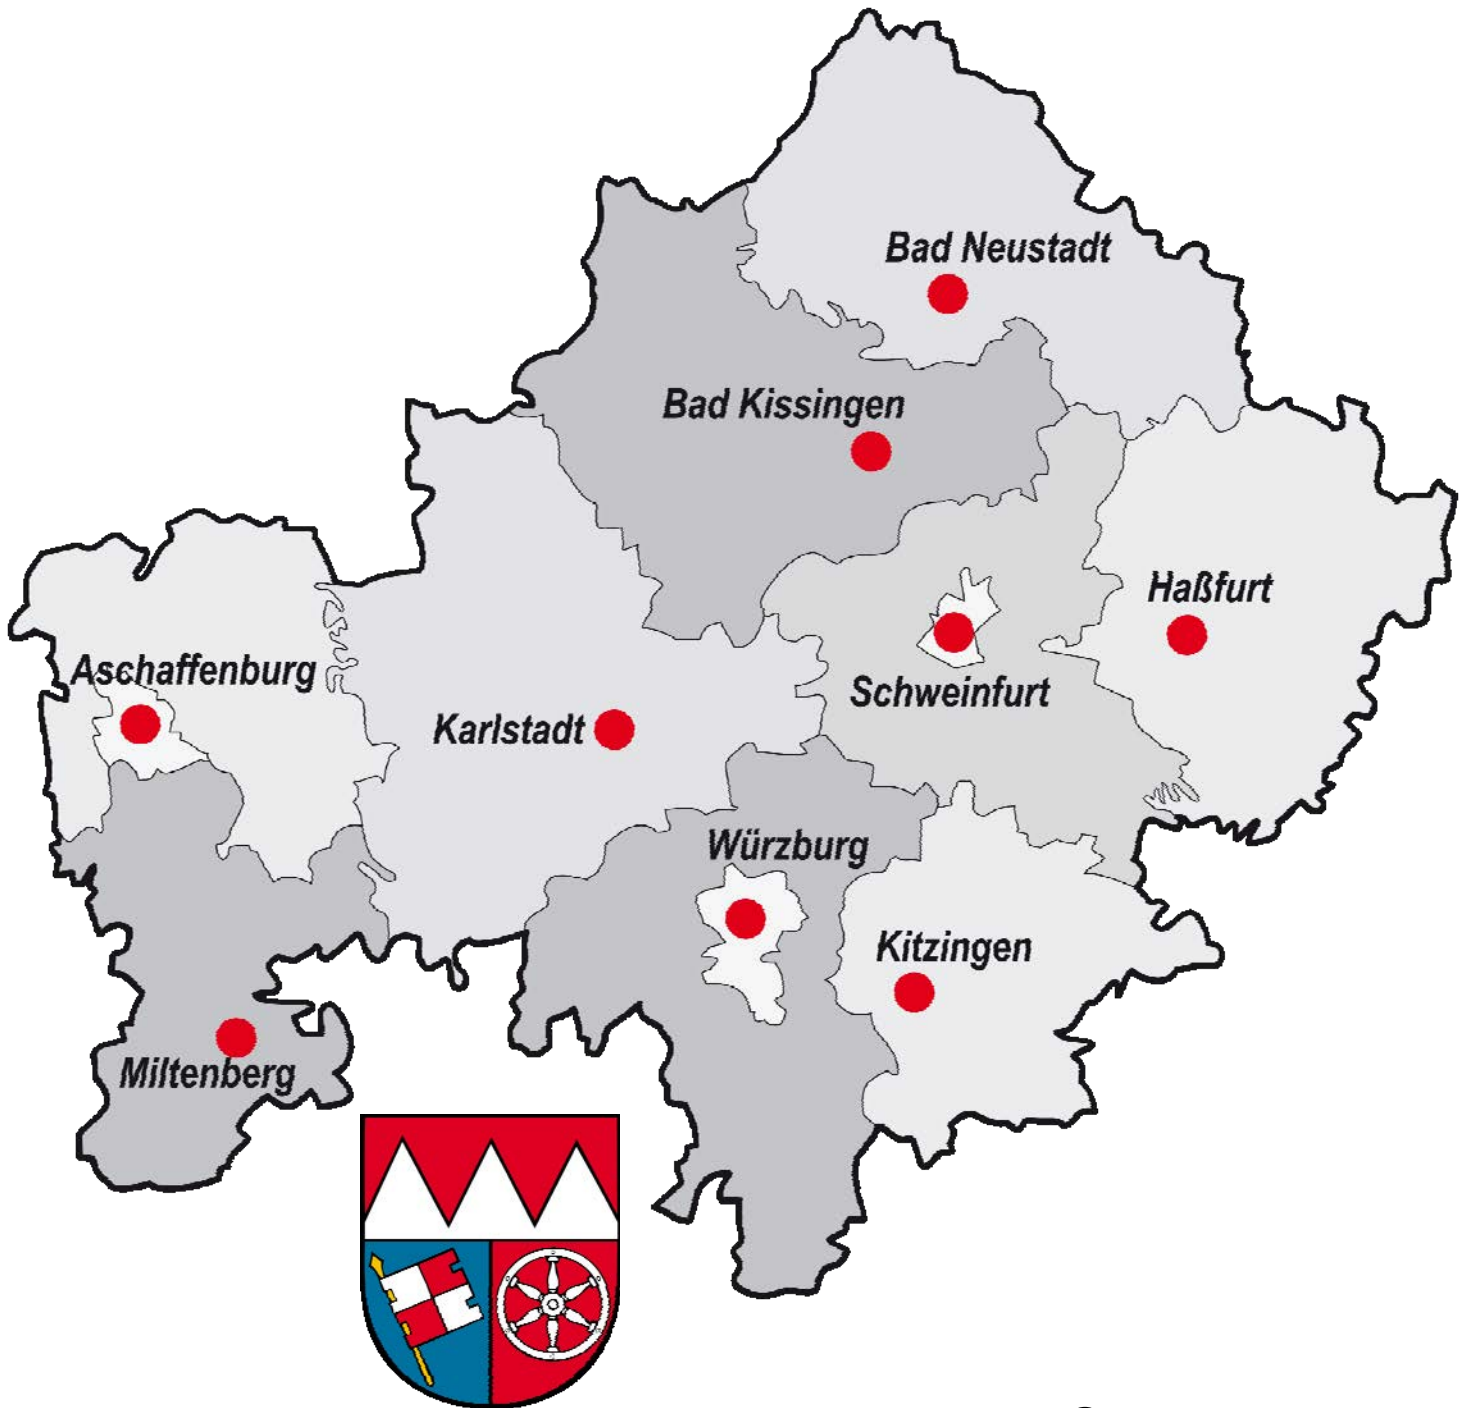 Bad Neustadt
Bad Kissingen
Haßfurt
Aschaffenburg
Schweinfurt
Karlstadt
Würzburg
Kitzingen
Miltenberg